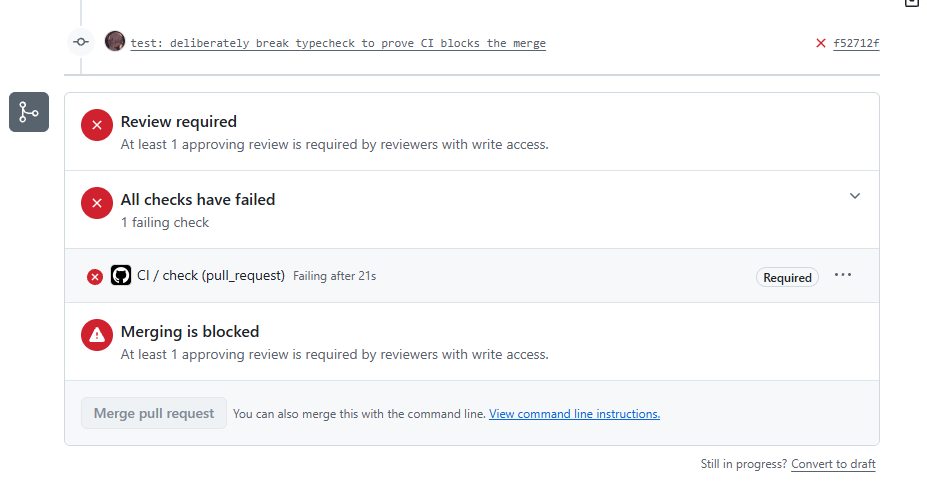 test: deliberately break typecheck to prove CI blocks the merge f52712f
Review required
At least 1 approving review is required by reviewers with write access.
All checks have failed
1 failing check
CI / check (pull_request) Failing after 21s Required
Merging is blocked
At least 1 approving review is required by reviewers with write access.
Merge pull request You can also merge this with the command line. View command line instructions.
Still in progress? Convert to draft